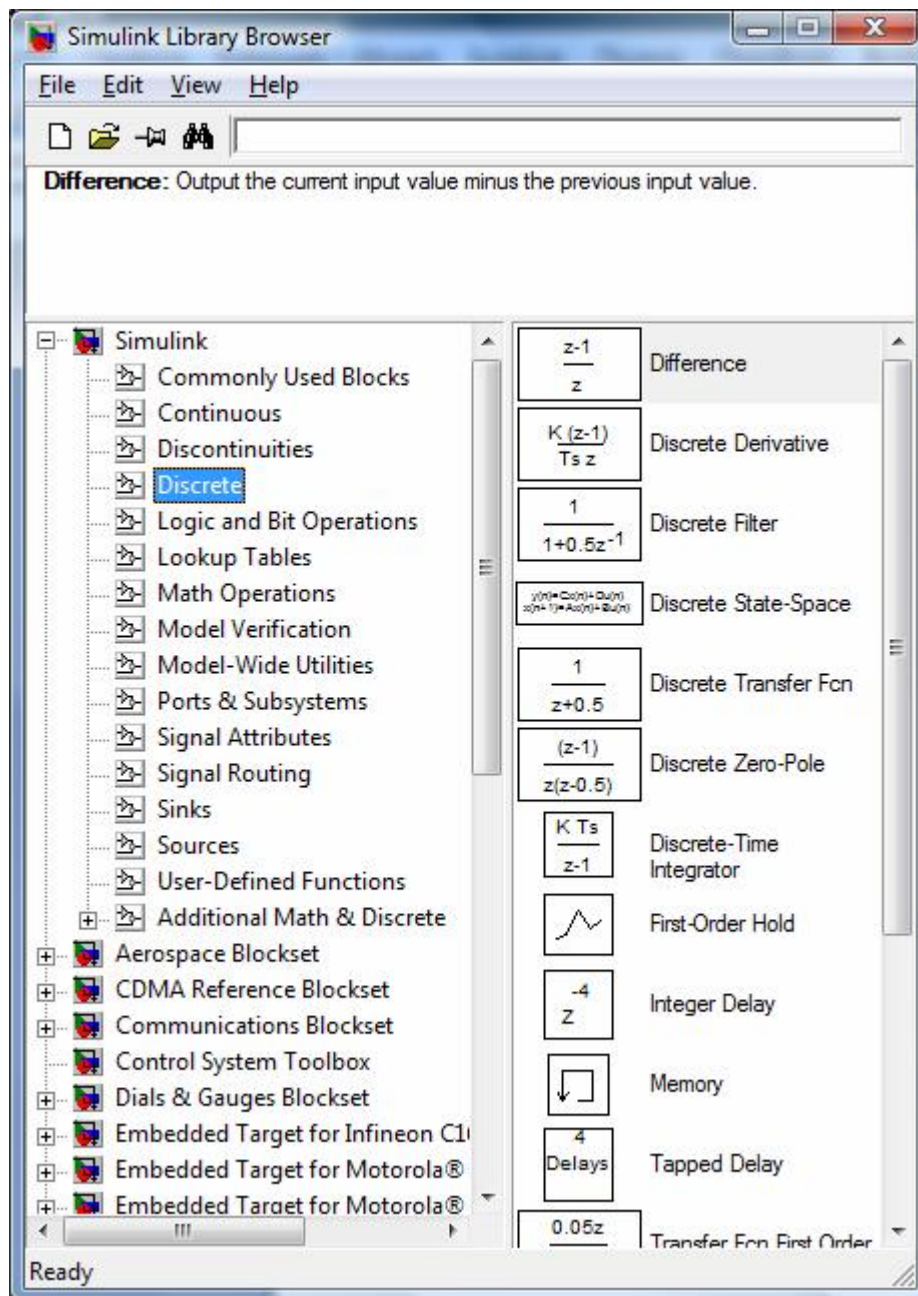 Simulink Library Browser
File Edit View Help
Difference: Output the current input value minus the previous input value.
Simulink
Commonly Used Blocks
Continuous
Discontinuities
Discrete
Logic and Bit Operations
Lookup Tables
Math Operations
Model Verification
Model-Wide Utilities
Ports & Subsystems
Signal Attributes
Signal Routing
Sinks
Sources
User-Defined Functions
Additional Math & Discrete
Aerospace Blockset
CDMA Reference Blockset
Communications Blockset
Control System Toolbox
Dials & Gauges Blockset
Embedded Target for Infineon C1
Embedded Target for Motorola®
Embedded Target for Motorola®
z-1
z
Difference
K (z-1)
Ts z
Discrete Derivative
1
1+0.5z-1
Discrete Filter
y(n)=Cx(n)+Du(n)
x(n+1)=Ax(n)+Bu(n)
Discrete State-Space
1
z+0.5
Discrete Transfer Fcn
(z-1)
z(z-0.5)
Discrete Zero-Pole
K Ts
z-1
Discrete-Time
Integrator
First-Order Hold
-4
Z
Integer Delay
Memory
4
Delays
Tapped Delay
0.05z
Transfer Fcn First Order
Ready